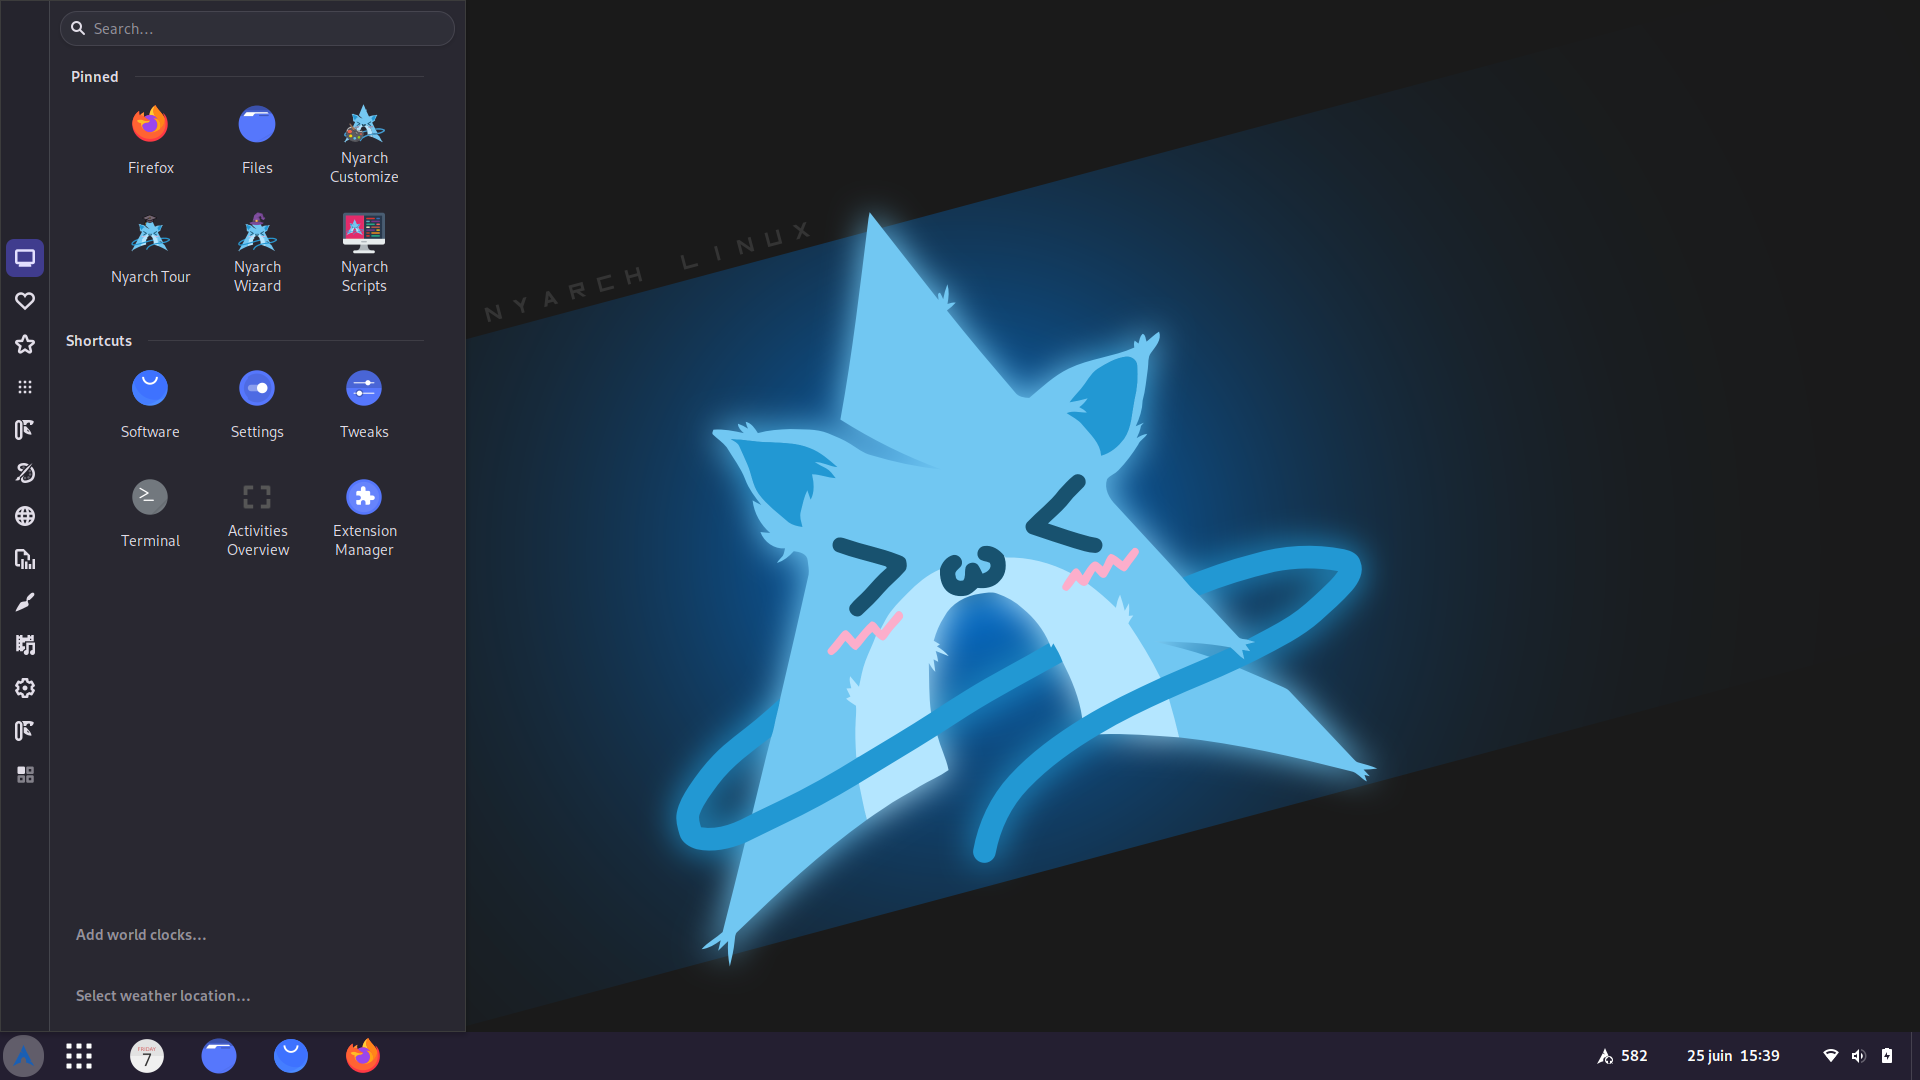 Search...
Pinned
Firefox
Files
Nyarch
Customize
Nyarch Tour
Nyarch
Wizard
Nyarch
Scripts
Shortcuts
Software
Settings
Tweaks
Terminal
Activities
Overview
Extension
Manager
Add world clocks...
Select weather location...
NYARCH LINUX
FRIDAY
7
582
25 juin 15:39